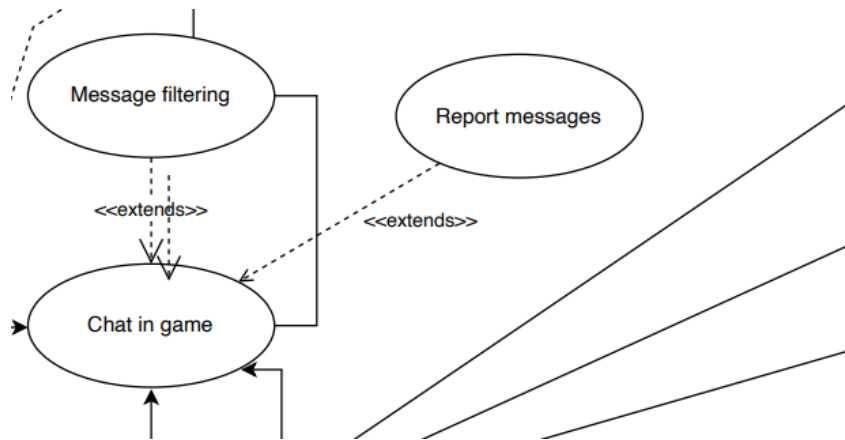 Message filtering
Report messages
<<extends>>
<<extends>>
Chat in game